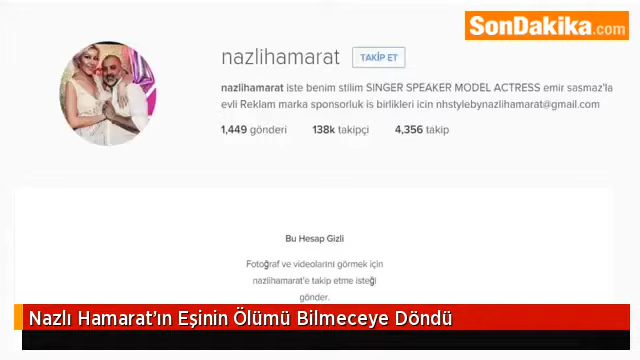 SonDakika.com
nazlihamarat TAKİP ET
nazlihamarat iste benim stilim SINGER SPEAKER MODEL ACTRESS emir sasmaz'la
evli Reklam marka sponsorluk is birlikleri icin nhstylebynazlihamarat@gmail.com
1,449 gönderi 138k takipçi 4,356 takip
Bu Hesap Gizli
Fotoğraf ve videolarını görmek için
nazlihamarat'e takip etme isteği
gönder.
Nazlı Hamarat’ın Eşinin Ölümü Bilmeceye Döndü